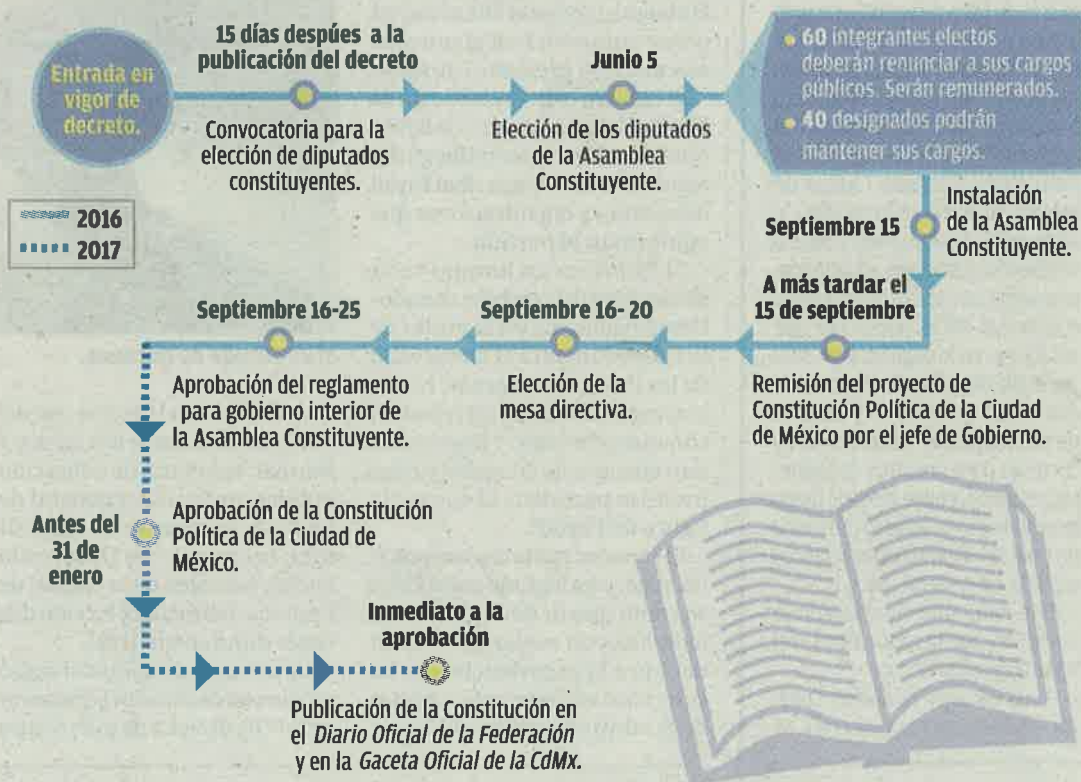 Entrada en
vigor de
decreto.
15 días despúes a la
publicación del decreto
Convocatoria para la
elección de diputados
constituyentes.
Junio 5
Elección de los diputados
de la Asamblea
Constituyente.
• 60 integrantes electos
deberán renunciar a sus cargos
públicos. Serán remunerados.
• 40 designados podrán
mantener sus cargos.
2016
2017
Septiembre 15
Instalación
de la Asamblea
Constituyente.
A más tardar el
15 de septiembre
Remisión del proyecto de
Constitución Política de la Ciudad
de México por el jefe de Gobierno.
Septiembre 16- 20
Elección de la
mesa directiva.
Septiembre 16-25
Aprobación del reglamento
para gobierno interior de
la Asamblea Constituyente.
Antes del
31 de
enero
Aprobación de la Constitución
Política de la Ciudad de
México.
Inmediato a la
aprobación
Publicación de la Constitución en
el Diario Oficial de la Federación
y en la Gaceta Oficial de la CdMx.